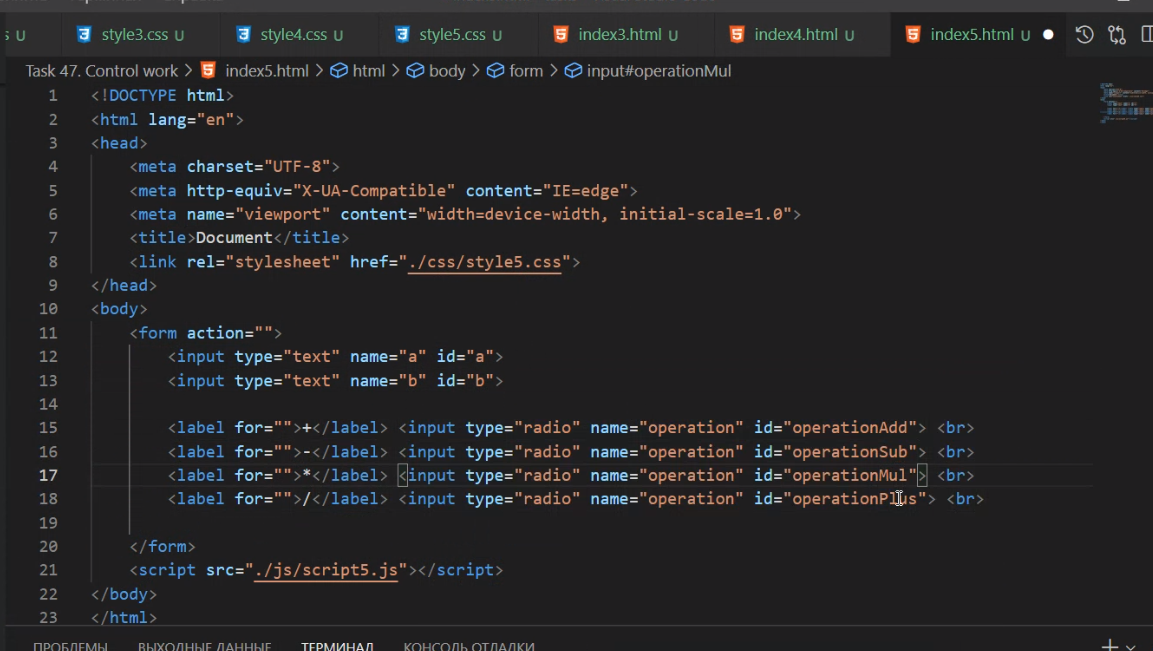 s U style3.css U style4.css U style5.css U index3.html U index4.html U index5.html U
Task 47. Control work > index5.html > html > body > form > input#operationMul
1 <!DOCTYPE html>
2 <html lang="en">
3 <head>
4 <meta charset="UTF-8">
5 <meta http-equiv="X-UA-Compatible" content="IE=edge">
6 <meta name="viewport" content="width=device-width, initial-scale=1.0">
7 <title>Document</title>
8 <link rel="stylesheet" href="./css/style5.css">
9 </head>
10 <body>
11 <form action="">
12 <input type="text" name="a" id="a">
13 <input type="text" name="b" id="b">
14
15 <label for="">+</label> <input type="radio" name="operation" id="operationAdd"> <br>
16 <label for="">-</label> <input type="radio" name="operation" id="operationSub"> <br>
17 <label for="">*</label> <input type="radio" name="operation" id="operationMul"> <br>
18 <label for="">/</label> <input type="radio" name="operation" id="operationPlus"> <br>
19
20 </form>
21 <script src="./js/script5.js"></script>
22 </body>
23 </html>
ПРОБЛЕМЫ ВЫХОДНЫЕ ДАННЫЕ ТЕРМИНАЛ КОНСОЛЬ ОТЛАДКИ